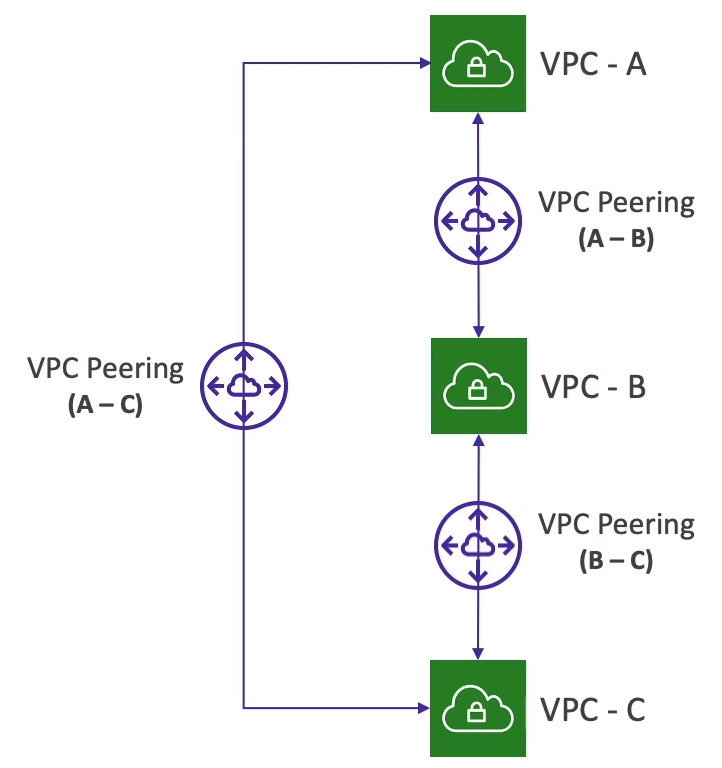 VPC - A
VPC Peering
(A – B)
VPC - B
VPC Peering
(A – C)
VPC Peering
(B – C)
VPC - C